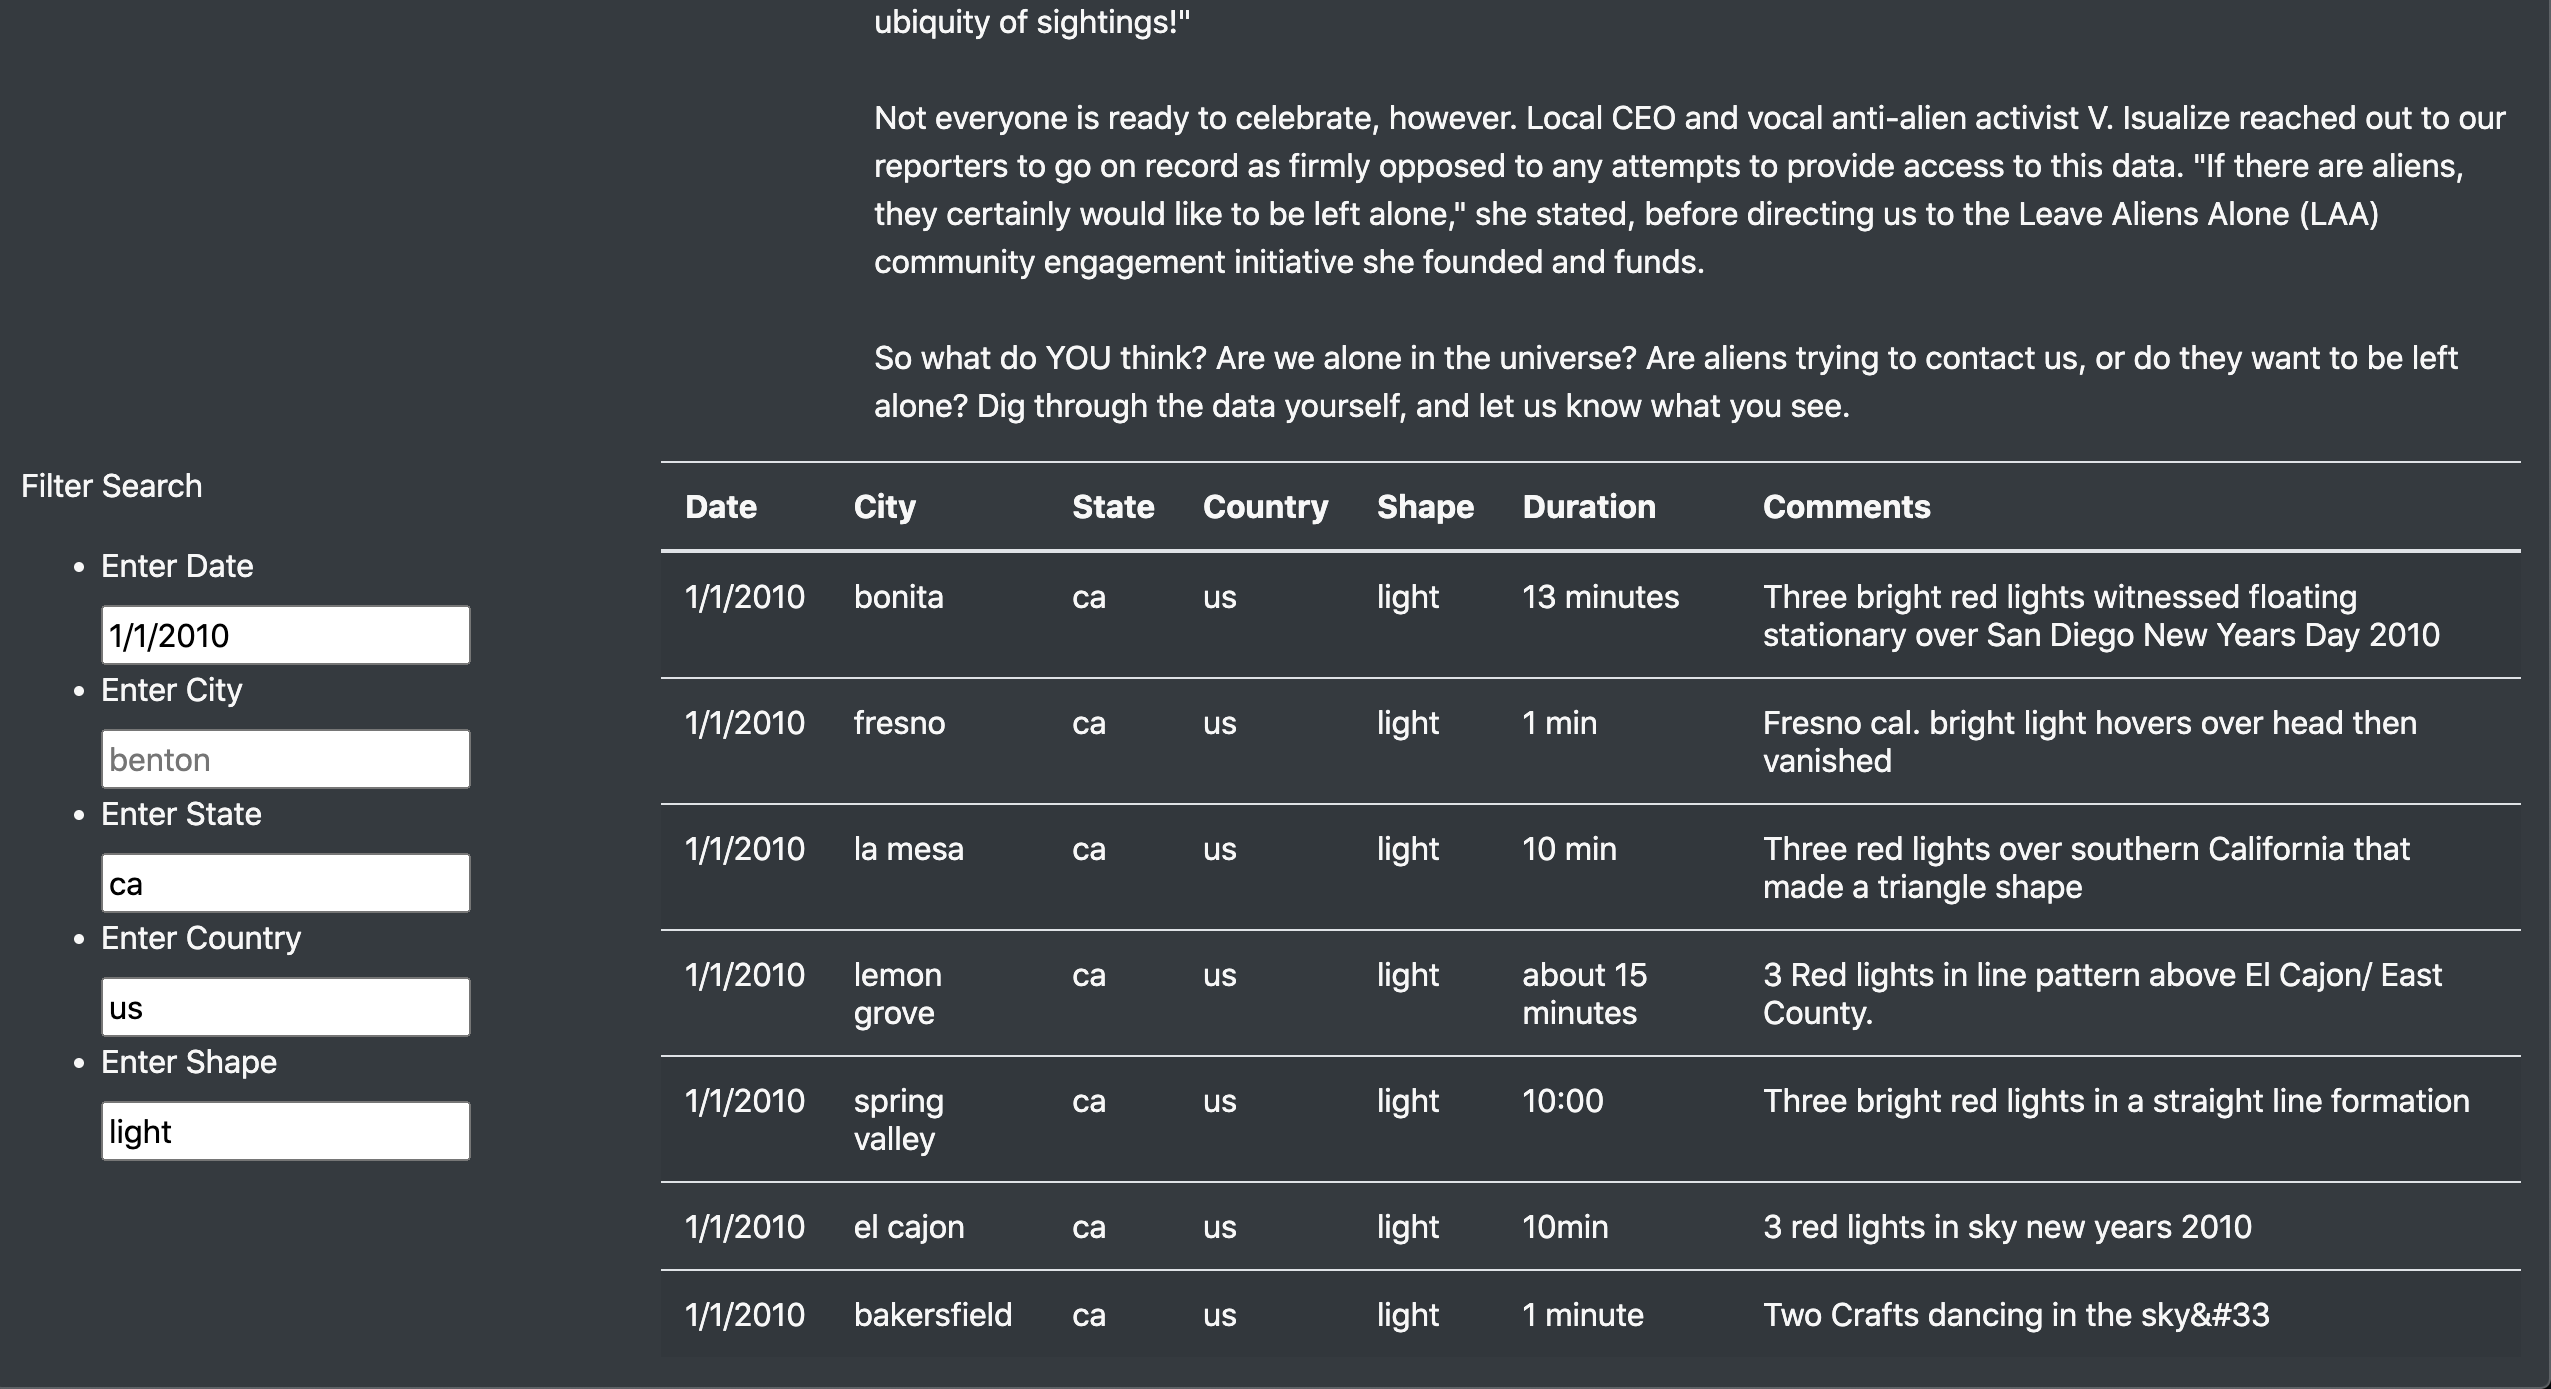 ubiquity of sightings!"
Not everyone is ready to celebrate, however. Local CEO and vocal anti-alien activist V. Isualize reached out to our
reporters to go on record as firmly opposed to any attempts to provide access to this data. "If there are aliens,
they certainly would like to be left alone," she stated, before directing us to the Leave Aliens Alone (LAA)
community engagement initiative she founded and funds.
So what do YOU think? Are we alone in the universe? Are aliens trying to contact us, or do they want to be left
alone? Dig through the data yourself, and let us know what you see.
Filter Search
Enter Date
1/1/2010
Enter City
benton
Enter State
ca
Enter Country
us
Enter Shape
light
Date City State Country Shape Duration Comments
1/1/2010 bonita ca us light 13 minutes Three bright red lights witnessed floating
stationary over San Diego New Years Day 2010
1/1/2010 fresno ca us light 1 min Fresno cal. bright light hovers over head then
vanished
1/1/2010 la mesa ca us light 10 min Three red lights over southern California that
made a triangle shape
1/1/2010 lemon ca us light about 15 3 Red lights in line pattern above El Cajon/ East
grove minutes County.
1/1/2010 spring ca us light 10:00 Three bright red lights in a straight line formation
valley
1/1/2010 el cajon ca us light 10min 3 red lights in sky new years 2010
1/1/2010 bakersfield ca us light 1 minute Two Crafts dancing in the sky&#33